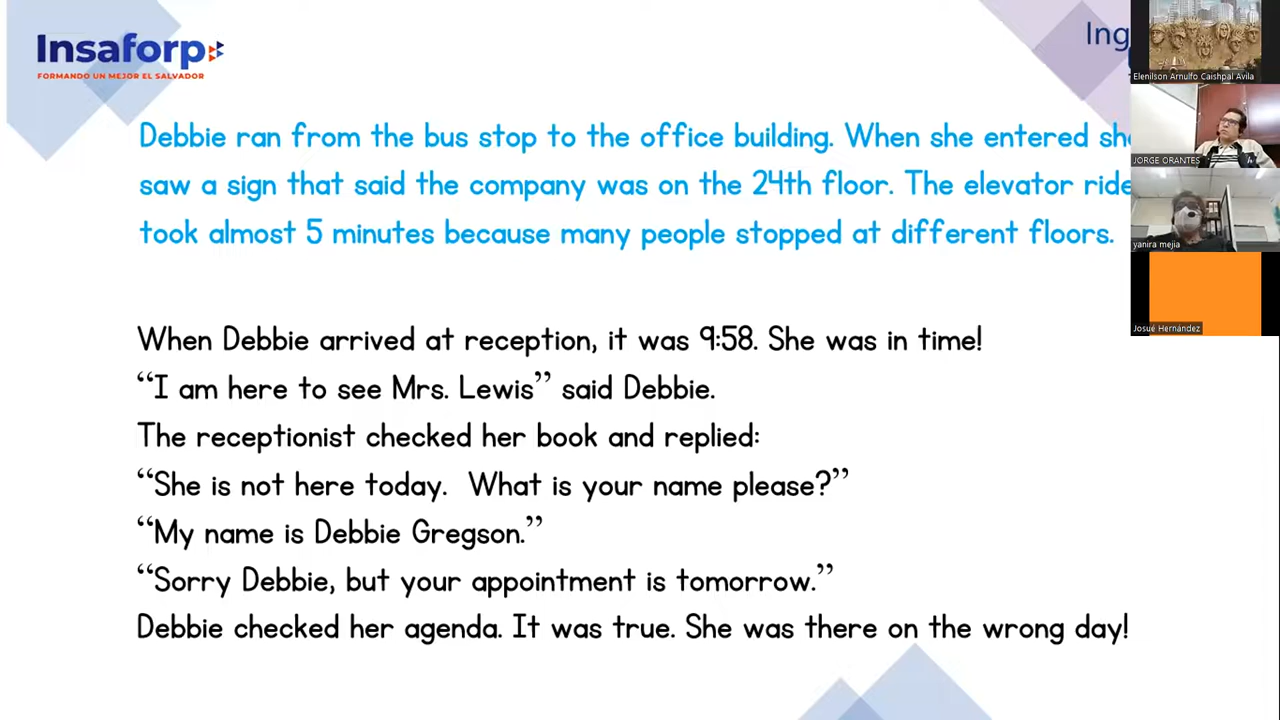 Insaforp
FORMANDO UN MEJOR EL SALVADOR
Ing
Debbie ran from the bus stop to the office building. When she entered she
saw a sign that said the company was on the 24th floor. The elevator ride
took almost 5 minutes because many people stopped at different floors.
When Debbie arrived at reception, it was 9:58. She was in time!
“I am here to see Mrs. Lewis” said Debbie.
The receptionist checked her book and replied:
“She is not here today. What is your name please?”
“My name is Debbie Gregson.”
“Sorry Debbie, but your appointment is tomorrow.”
Debbie checked her agenda. It was true. She was there on the wrong day!
Elenilson Arnulfo Caishpal Avila
JORGE ORANTES
yanira mejia
Josué Hernández